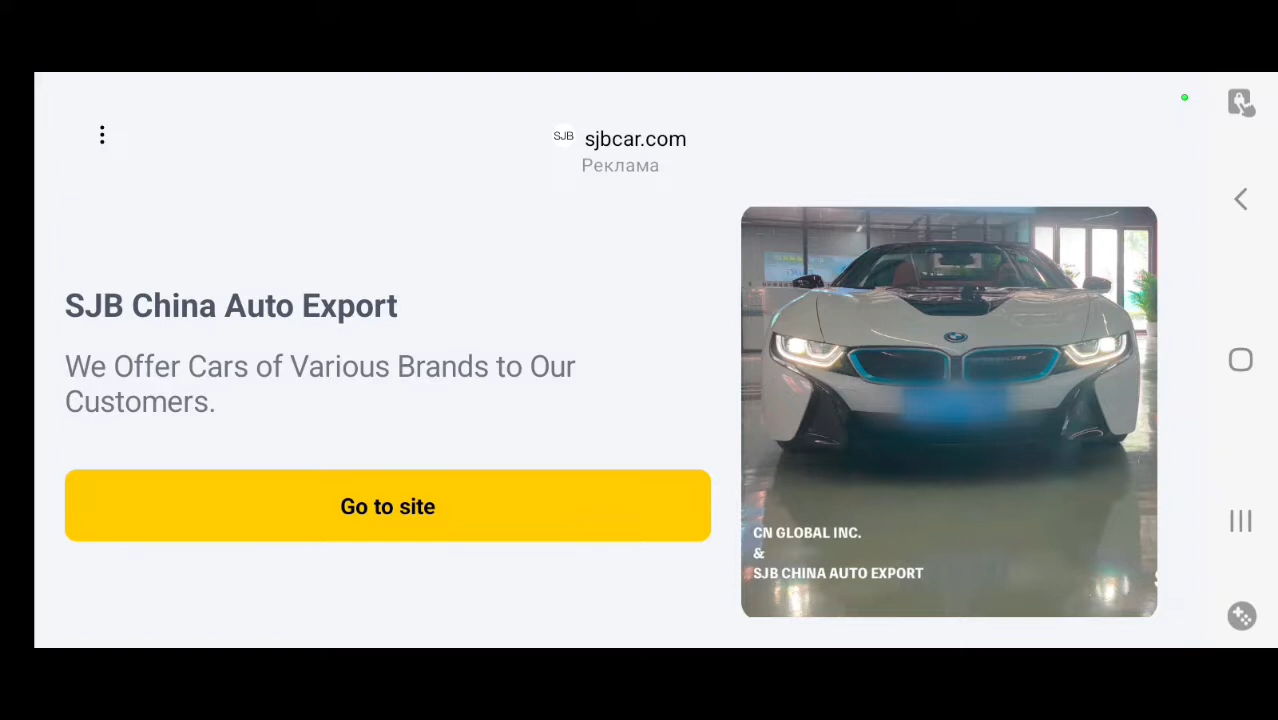 SJB sjbcar.com
Реклама
SJB China Auto Export
We Offer Cars of Various Brands to Our
Customers.
Go to site
CN GLOBAL INC.
&
SJB CHINA AUTO EXPORT